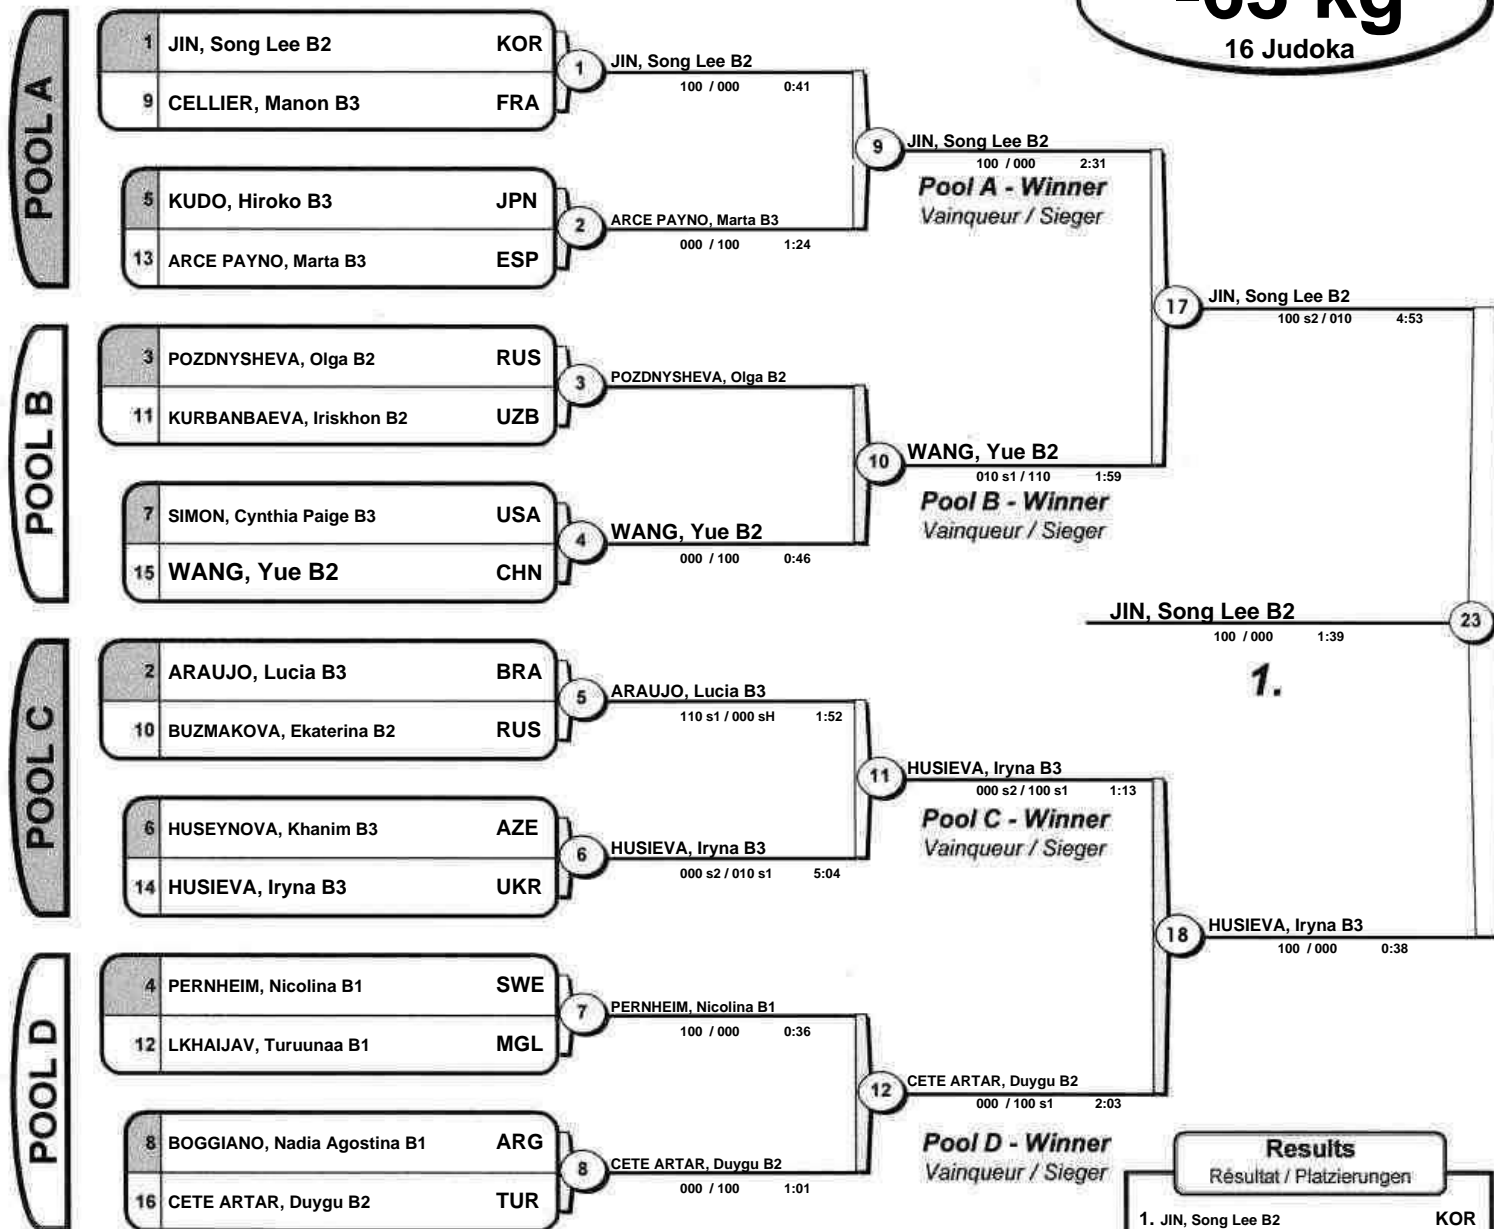 -63 kg
16 Judoka
POOL A
1 JIN, Song Lee B2 KOR
9 CELLIER, Manon B3 FRA
1
JIN, Song Lee B2
100 / 000 0:41
5 KUDO, Hiroko B3 JPN
13 ARCE PAYNO, Marta B3 ESP
2
ARCE PAYNO, Marta B3
000 / 100 1:24
9
JIN, Song Lee B2
100 / 000 2:31
Pool A - Winner
Vainqueur / Sieger
POOL B
3 POZDNYSHEVA, Olga B2 RUS
11 KURBANBAEVA, Iriskhon B2 UZB
3
POZDNYSHEVA, Olga B2
7 SIMON, Cynthia Paige B3 USA
15 WANG, Yue B2 CHN
4
WANG, Yue B2
000 / 100 0:46
10
WANG, Yue B2
010 s1 / 110 1:59
Pool B - Winner
Vainqueur / Sieger
17
JIN, Song Lee B2
100 s2 / 010 4:53
JIN, Song Lee B2
100 / 000 1:39
23
1.
POOL C
2 ARAUJO, Lucia B3 BRA
10 BUZMAKOVA, Ekaterina B2 RUS
5
ARAUJO, Lucia B3
110 s1 / 000 sH 1:52
6 HUSEYNOVA, Khanim B3 AZE
14 HUSIEVA, Iryna B3 UKR
6
HUSIEVA, Iryna B3
000 s2 / 010 s1 5:04
11
HUSIEVA, Iryna B3
000 s2 / 100 s1 1:13
Pool C - Winner
Vainqueur / Sieger
POOL D
4 PERNHEIM, Nicolina B1 SWE
12 LKHAIJAV, Turuunaa B1 MGL
7
PERNHEIM, Nicolina B1
100 / 000 0:36
8 BOGGIANO, Nadia Agostina B1 ARG
16 CETE ARTAR, Duygu B2 TUR
8
CETE ARTAR, Duygu B2
000 / 100 1:01
12
CETE ARTAR, Duygu B2
000 / 100 s1 2:03
Pool D - Winner
Vainqueur / Sieger
18
HUSIEVA, Iryna B3
100 / 000 0:38
Results
Résultat / Platzierungen
1. JIN, Song Lee B2 KOR